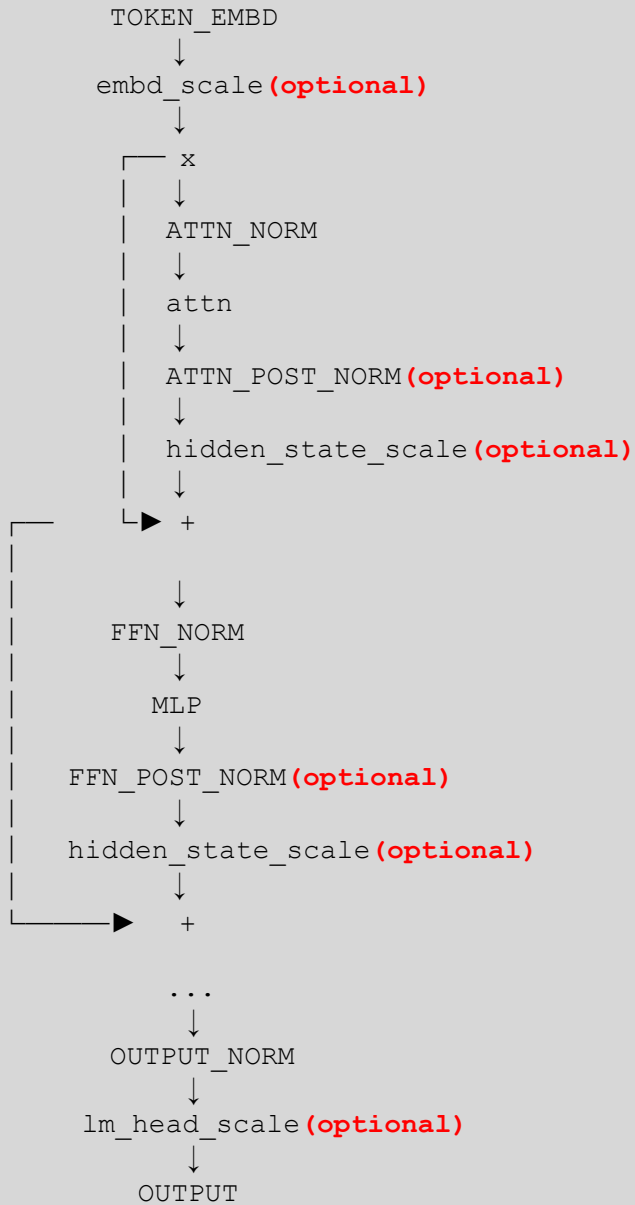 TOKEN_EMBD
↓
embd_scale(optional)
↓
┌── x
│ ↓
│ ATTN_NORM
│ ↓
│ attn
│ ↓
│ ATTN_POST_NORM(optional)
│ ↓
│ hidden_state_scale(optional)
│ ↓
┌── └► +
│
│ ↓
│ FFN_NORM
│ ↓
│ MLP
│ ↓
│ FFN_POST_NORM(optional)
│ ↓
│ hidden_state_scale(optional)
│ ↓
└─────► +
...
↓
OUTPUT_NORM
↓
lm_head_scale(optional)
↓
OUTPUT